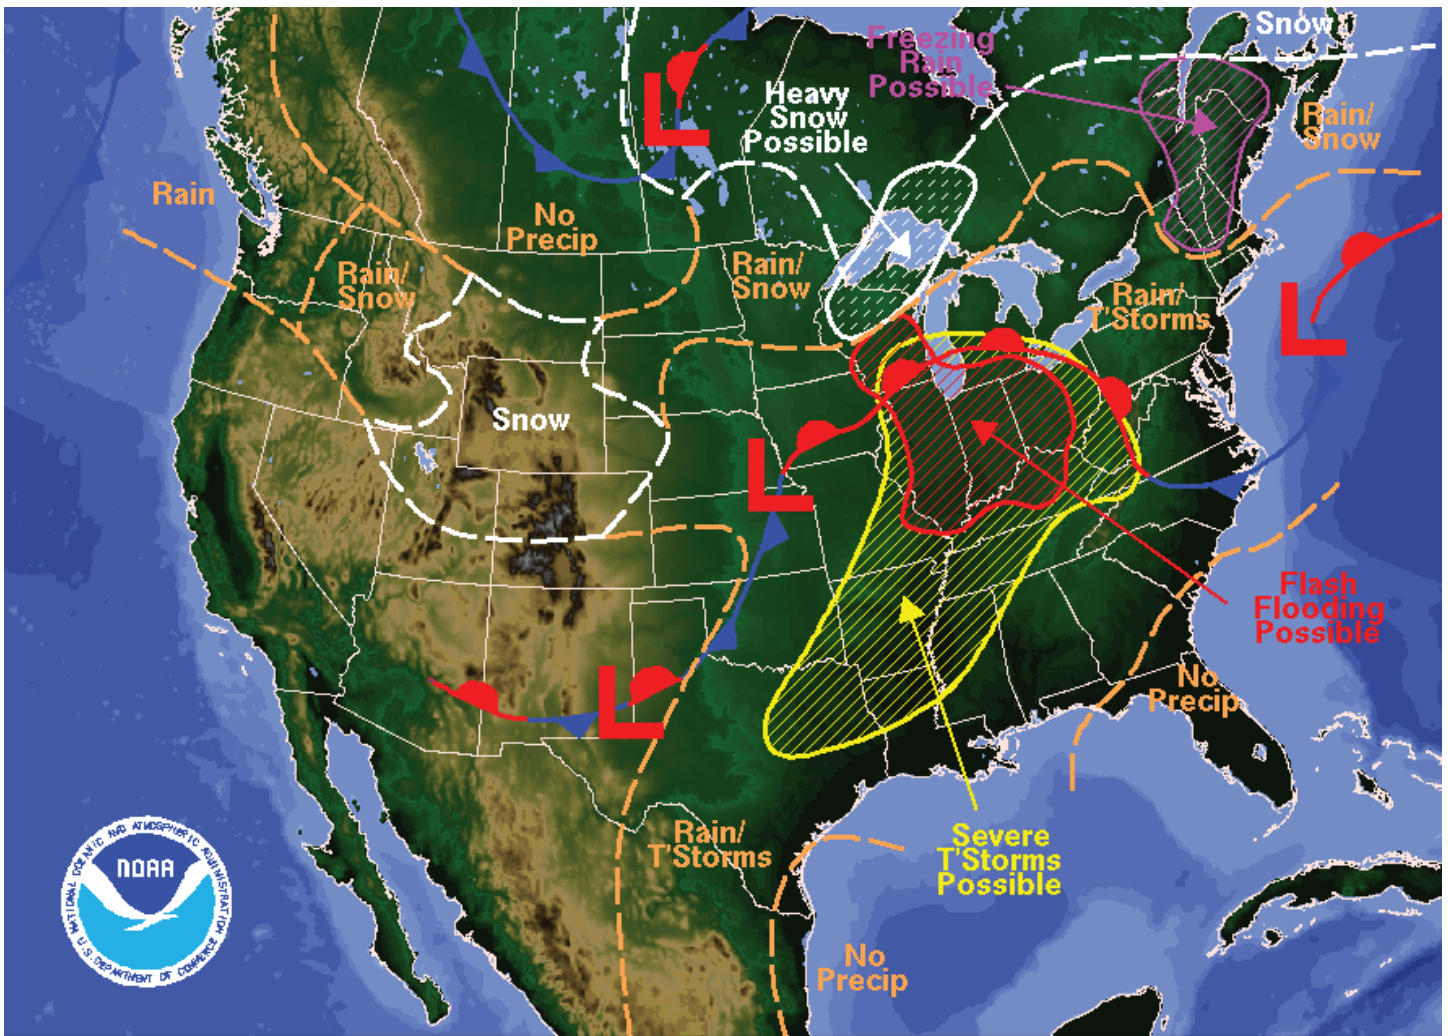 Snow
Freezing
Rain
Possible
Heavy
Snow
Possible
Rain/
Snow
Rain
No
Precip
Rain/
Snow
Rain/
Snow
Rain/
T'Storms
L
L
Snow
L
Flash
Flooding
Possible
L
No
Precip
Rain/
T'Storms
Severe
T'Storms
Possible
No
Precip
NATIONAL OCEANIC AND ATMOSPHERIC ADMINISTRATION
NOAA
U.S. DEPARTMENT OF COMMERCE